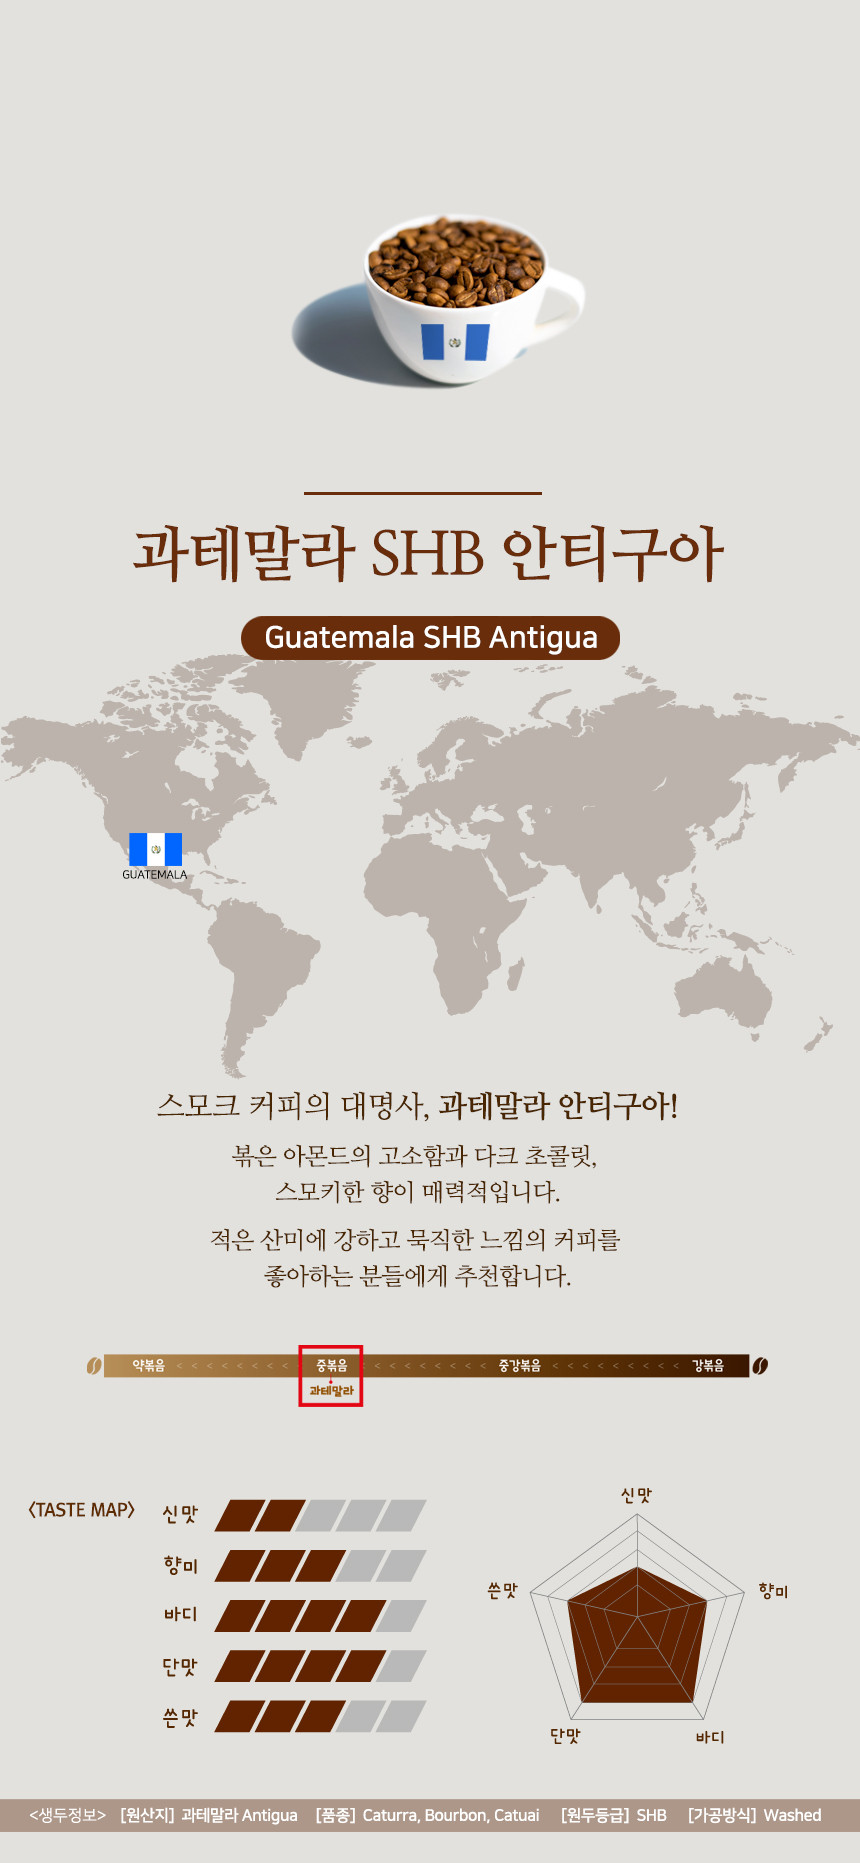 과테말라 SHB 안티구아
Guatemala SHB Antigua
GUATEMALA
스모크 커피의 대명사, 과테말라 안티구아!
볶은 아몬드의 고소함과 다크 초콜릿,
스모키한 향이 매력적입니다.
적은 산미에 강하고 묵직한 느낌의 커피를
좋아하는 분들에게 추천합니다.
약볶음 < < < < < < < < 중볶음 < < < < < < < < < 중강볶음 < < < < < < < < < 강볶음
과테말라
<TASTE MAP>
신맛
향미
바디
단맛
쓴맛
신맛
쓴맛
향미
단맛
바디
<생두정보> [원산지] 과테말라 Antigua [품종] Caturra, Bourbon, Catuai [원두등급] SHB [가공방식] Washed